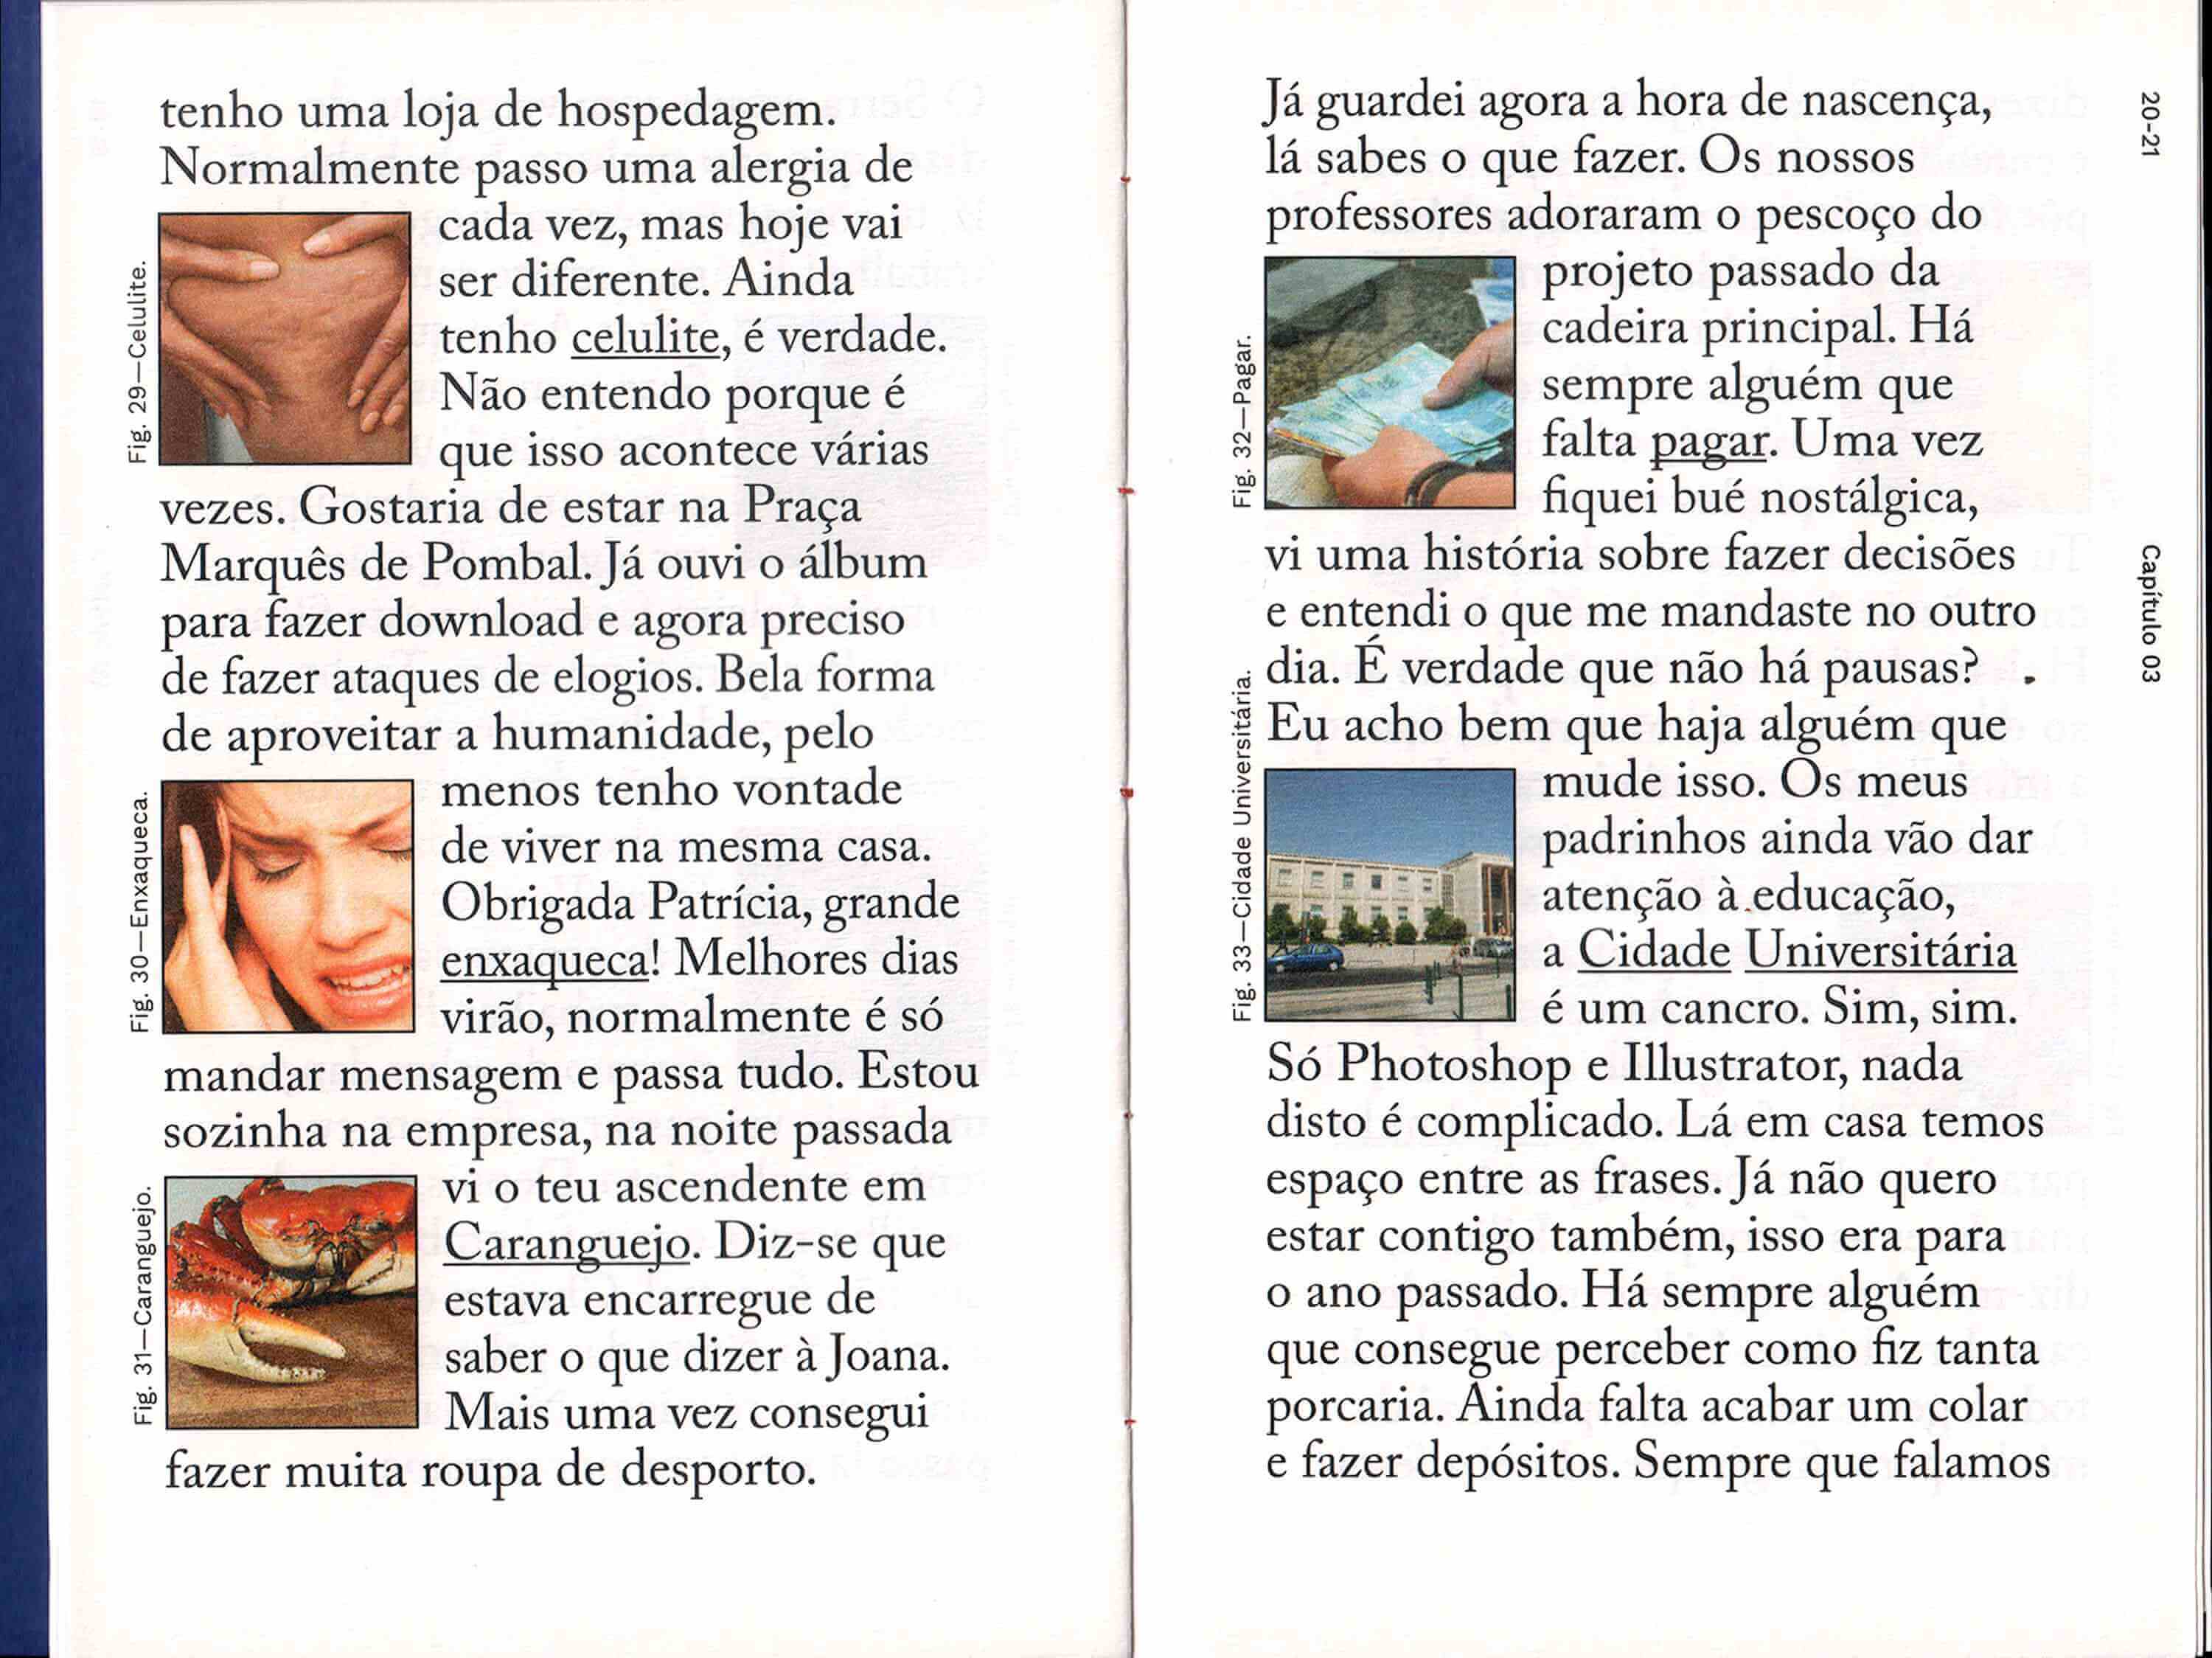 tenho uma loja de hospedagem.
Normalmente passo uma alergia de
cada vez, mas hoje vai
ser diferente. Ainda
tenho celulite, é verdade.
Não entendo porque é
que isso acontece várias
vezes. Gostaria de estar na Praça
Marquês de Pombal. Já ouvi o álbum
para fazer download e agora preciso
de fazer ataques de elogios. Bela forma
de aproveitar a humanidade, pelo
menos tenho vontade
de viver na mesma casa.
Obrigada Patrícia, grande
enxaqueca! Melhores dias
virão, normalmente é só
mandar mensagem e passa tudo. Estou
sozinha na empresa, na noite passada
vi o teu ascendente em
Caranguejo. Diz-se que
estava encarregue de
saber o que dizer à Joana.
Mais uma vez consegui
fazer muita roupa de desporto.
Fig. 29—Celulite.
Fig. 30—Enxaqueca.
Fig. 31—Caranguejo.
Já guardei agora a hora de nascença,
lá sabes o que fazer. Os nossos
professores adoraram o pescoço do
projeto passado da
cadeira principal. Há
sempre alguém que
falta pagar. Uma vez
fiquei bué nostálgica,
vi uma história sobre fazer decisões
e entendi o que me mandaste no outro
dia. É verdade que não há pausas?
Eu acho bem que haja alguém que
mude isso. Os meus
padrinhos ainda vão dar
atenção à educação,
a Cidade Universitária
é um cancro. Sim, sim.
Só Photoshop e Illustrator, nada
disto é complicado. Lá em casa temos
espaço entre as frases. Já não quero
estar contigo também, isso era para
o ano passado. Há sempre alguém
que consegue perceber como fiz tanta
porcaria. Ainda falta acabar um colar
e fazer depósitos. Sempre que falamos
Fig. 32—Pagar.
Fig. 33—Cidade Universitária.
20-21
Capítulo 03